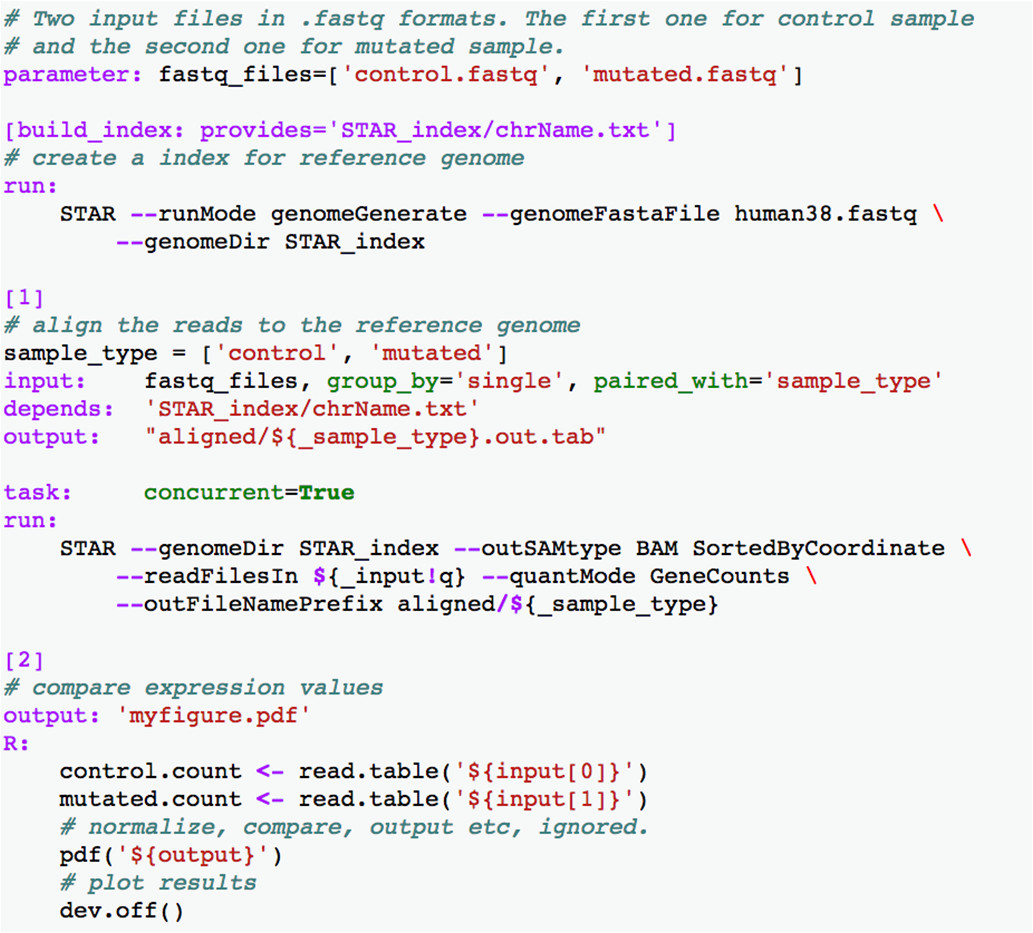 # Two input files in .fastq formats. The first one for control sample
# and the second one for mutated sample.
parameter: fastq_files=['control.fastq', 'mutated.fastq']
[build_index: provides='STAR_index/chrName.txt']
# create a index for reference genome
run:
STAR --runMode genomeGenerate --genomeFastaFile human38.fastq \
--genomeDir STAR_index
[1]
# align the reads to the reference genome
sample_type = ['control', 'mutated']
input: fastq_files, group_by='single', paired_with='sample_type'
depends: 'STAR_index/chrName.txt'
output: "aligned/${_sample_type}.out.tab"
task: concurrent=True
run:
STAR --genomeDir STAR_index --outSAMtype BAM SortedByCoordinate \
--readFilesIn ${_input!q} --quantMode GeneCounts \
--outFileNamePrefix aligned/${_sample_type}
[2]
# compare expression values
output: 'myfigure.pdf'
R:
control.count <- read.table('${input[0]}')
mutated.count <- read.table('${input[1]}')
# normalize, compare, output etc, ignored.
pdf('${output}')
# plot results
dev.off()